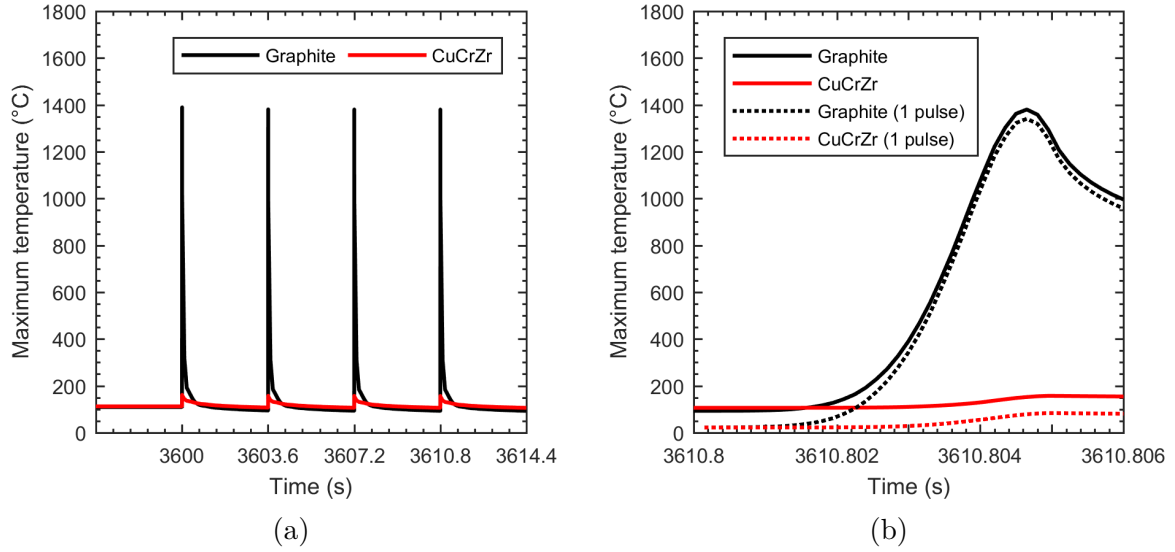 1800
1600
1400
1200
1000
800
600
400
200
0
Maximum temperature (°C)
Graphite CuCrZr
3600 3603.6 3607.2 3610.8 3614.4
Time (s)
(a)
1800
1600
1400
1200
1000
800
600
400
200
0
Maximum temperature (°C)
Graphite
CuCrZr
Graphite (1 pulse)
CuCrZr (1 pulse)
3610.8 3610.802 3610.804 3610.806
Time (s)
(b)